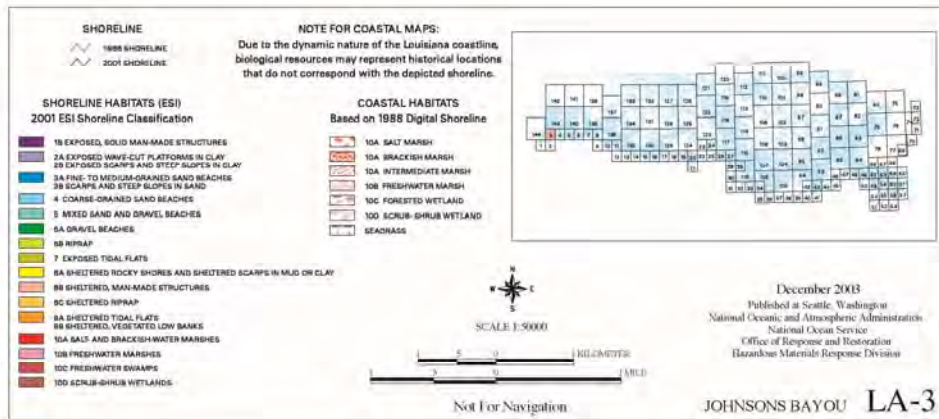 SHORELINE
1988 SHORELINE
2001 SHORELINE
NOTE FOR COASTAL MAPS:
Due to the dynamic nature of the Louisiana coastline,
biological resources may represent historical locations
that do not correspond with the depicted shoreline.
SHORELINE HABITATS (ESI)
2001 ESI Shoreline Classification
1B EXPOSED, SOLID MAN-MADE STRUCTURES
2A EXPOSED WAVE-CUT PLATFORMS IN CLAY
2B EXPOSED SCARPS AND STEEP SLOPES IN CLAY
3A FINE- TO MEDIUM-GRAINED SAND BEACHES
3B SCARPS AND STEEP SLOPES IN SAND
4 COARSE-GRAINED SAND BEACHES
5 MIXED SAND AND GRAVEL BEACHES
6A GRAVEL BEACHES
6B RIPRAP
7 EXPOSED TIDAL FLATS
8A SHELTERED ROCKY SHORES AND SHELTERED SCARPS IN MUD OR CLAY
8B SHELTERED, MAN-MADE STRUCTURES
8C SHELTERED RIPRAP
9A SHELTERED TIDAL FLATS
9B SHELTERED, VEGETATED LOW BANKS
10A SALT AND BRACKISH-WATER MARSHES
10B FRESHWATER MARSHES
10C FRESHWATER SWAMPS
10D SCRUB-SHRUB WETLANDS
COASTAL HABITATS
Based on 1988 Digital Shoreline
10A SALT MARSH
10A BRACKISH MARSH
10A INTERMEDIATE MARSH
10B FRESHWATER MARSH
10C FORESTED WETLAND
10D SCRUB-SHRUB WETLAND
SEAGRASS
N
W E
S
SCALE 1:50000
1 .5 0 1 KILOMETER
1 .5 0 1 MILE
Not For Navigation
December 2003
Published at Seattle, Washington
National Oceanic and Atmospheric Administration
National Ocean Service
Office of Response and Restoration
Hazardous Materials Response Division
JOHNSONS BAYOU LA-3